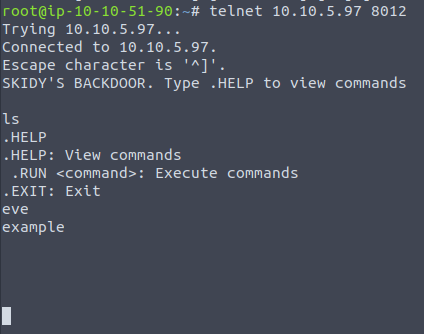 root@ip-10-10-51-90:~# telnet 10.10.5.97 8012
Trying 10.10.5.97...
Connected to 10.10.5.97.
Escape character is '^]'.
SKIDY'S BACKDOOR. Type .HELP to view commands
ls
.HELP
.HELP: View commands
 .RUN <command>: Execute commands
.EXIT: Exit
eve
example